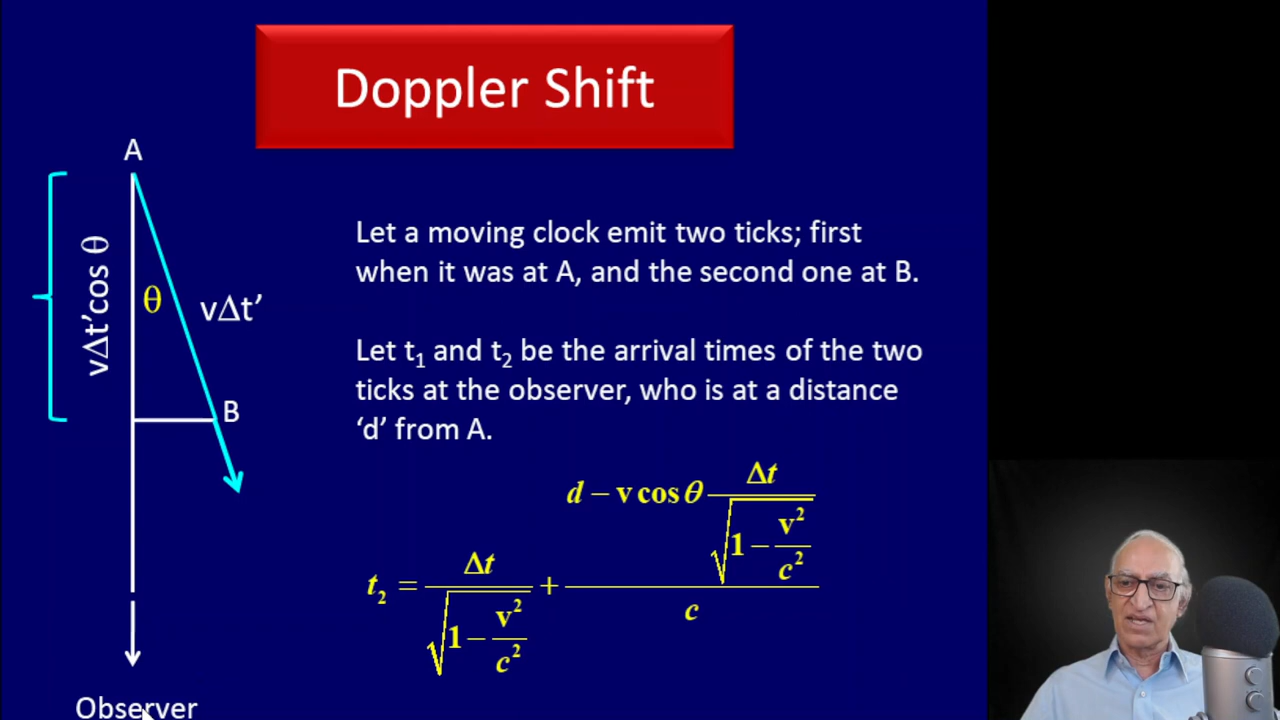 Doppler Shift
A
vΔt'cos θ
θ
vΔt'
B
Observer
Let a moving clock emit two ticks; first
when it was at A, and the second one at B.
Let t₁ and t₂ be the arrival times of the two
ticks at the observer, who is at a distance
‘d’ from A.
t₂ = Δt / √(1 − v²/c²) + (d − v cos θ Δt / √(1 − v²/c²)) / c